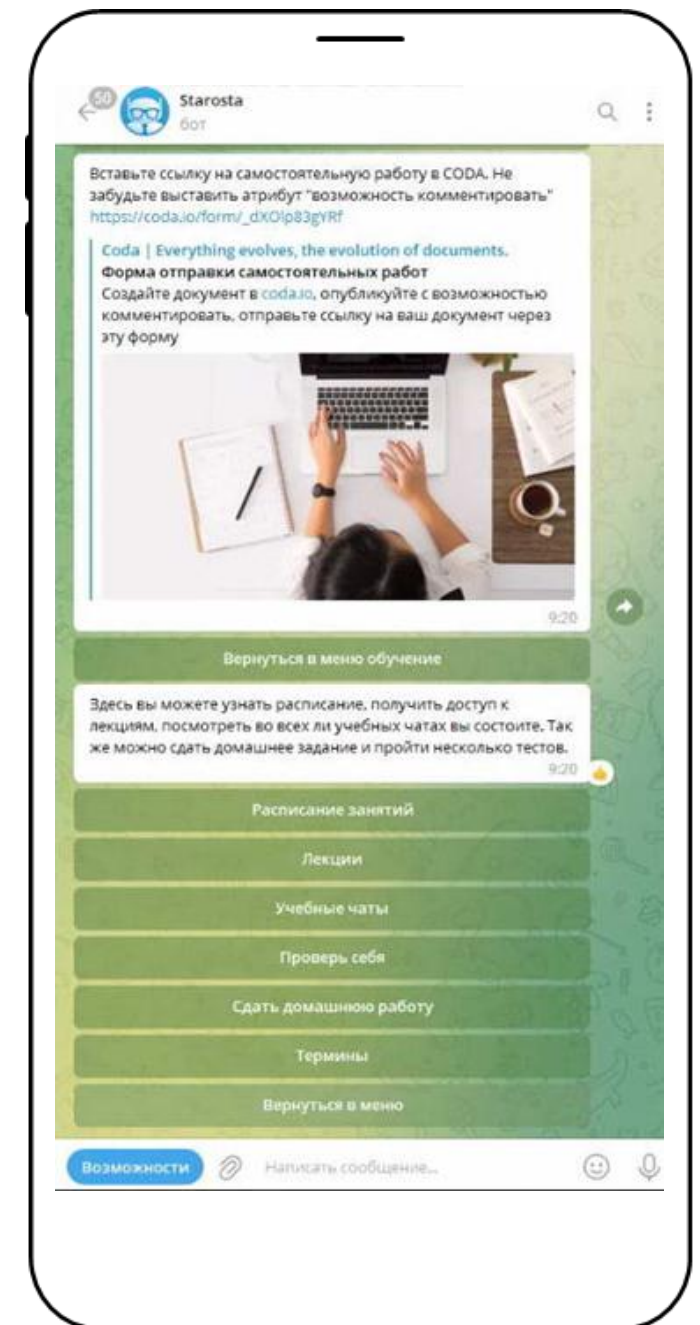 50
Starosta
бот
Вставьте ссылку на самостоятельную работу в CODA. Не
забудьте выставить атрибут "возможность комментировать"
https://coda.io/form/_dXOlp83gYRf
Coda | Everything evolves, the evolution of documents.
Форма отправки самостоятельных работ
Создайте документ в coda.io, опубликуйте с возможностью
комментировать, отправьте ссылку на ваш документ через
эту форму
9:20
Вернуться в меню обучение
Здесь вы можете узнать расписание, получить доступ к
лекциям, посмотреть во всех ли учебных чатах вы состоите. Так
же можно сдать домашнее задание и пройти несколько тестов.
9:20
Расписание занятий
Лекции
Учебные чаты
Проверь себя
Сдать домашнюю работу
Термины
Вернуться в меню
Возможности
Написать сообщение...